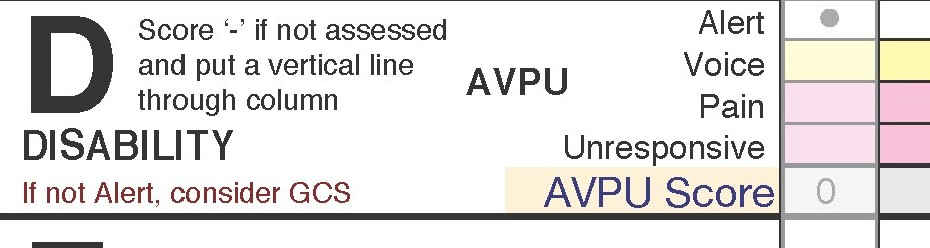 D
Score ‘-’ if not assessed
and put a vertical line
through column
DISABILITY
If not Alert, consider GCS
AVPU
Alert
Voice
Pain
Unresponsive
AVPU Score
0